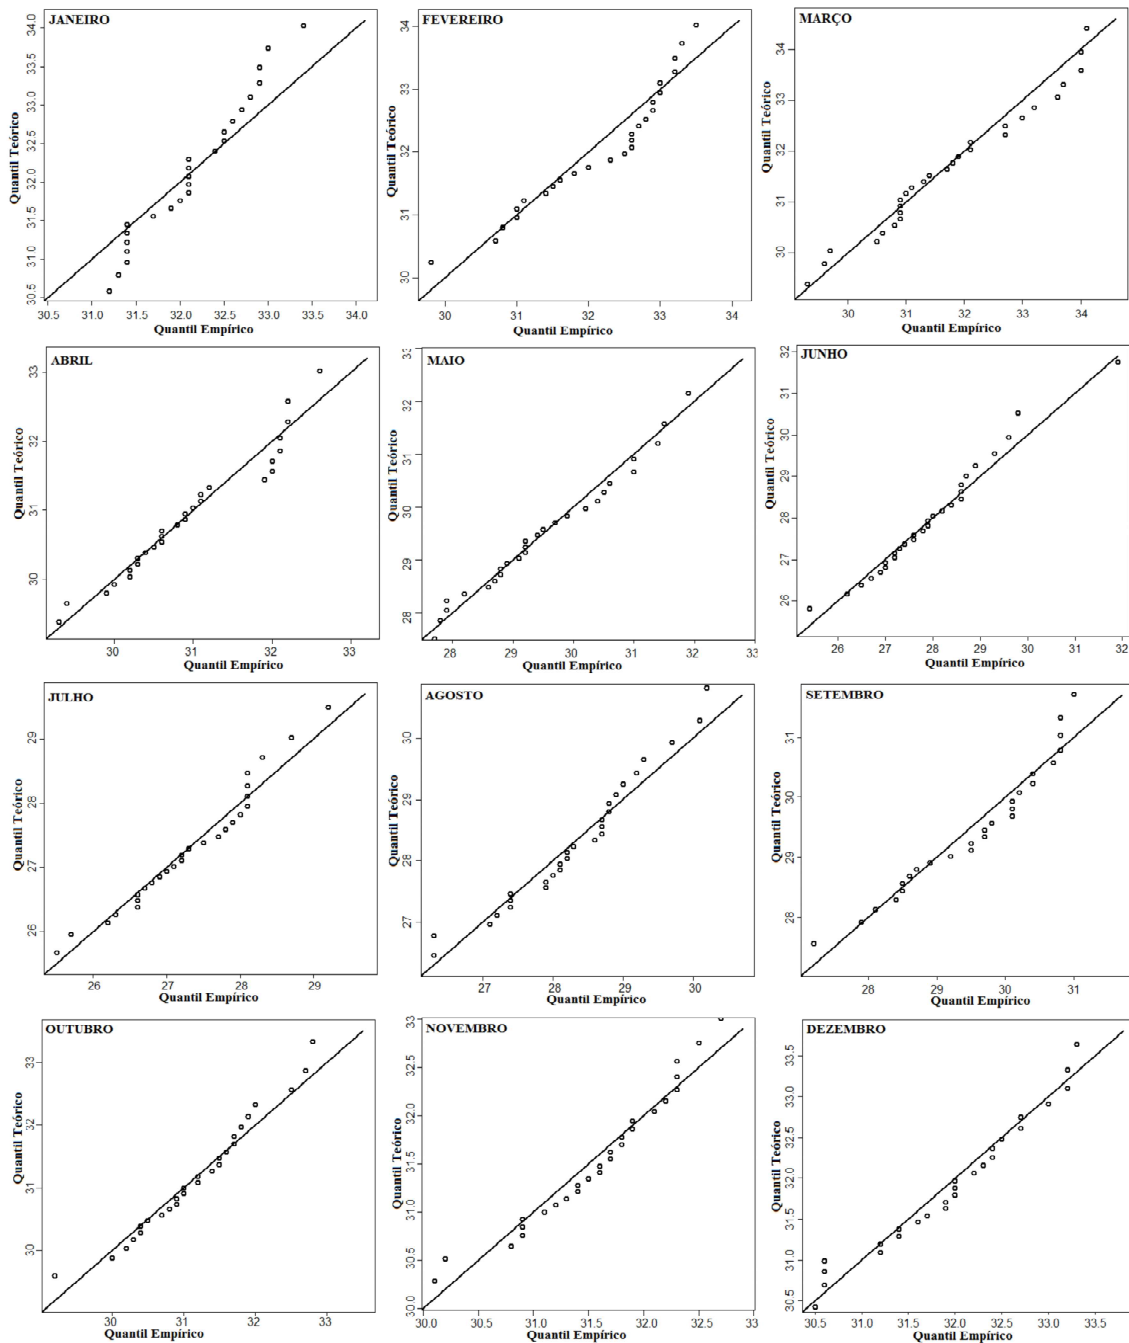 JANEIRO
Quantil Teórico
30.5 31.0 31.5 32.0 32.5 33.0 33.5 34.0
30.5 31.0 31.5 32.0 32.5 33.0 33.5 34.0
Quantil Empírico
FEVEREIRO
Quantil Teórico
30 31 32 33 34
30 31 32 33 34
Quantil Empírico
MARÇO
Quantil Teórico
30 31 32 33 34
30 31 32 33 34
Quantil Empírico
ABRIL
Quantil Teórico
30 31 32 33
30 31 32 33
Quantil Empírico
MAIO
Quantil Teórico
28 29 30 31 32 33
28 29 30 31 32 33
Quantil Empírico
JUNHO
Quantil Teórico
26 27 28 29 30 31 32
26 27 28 29 30 31 32
Quantil Empírico
JULHO
Quantil Teórico
26 27 28 29
26 27 28 29
Quantil Empírico
AGOSTO
Quantil Teórico
27 28 29 30
27 28 29 30
Quantil Empírico
SETEMBRO
Quantil Teórico
28 29 30 31
28 29 30 31
Quantil Empírico
OUTUBRO
Quantil Teórico
30 31 32 33
30 31 32 33
Quantil Empírico
NOVEMBRO
Quantil Teórico
30.0 30.5 31.0 31.5 32.0 32.5 33
30.0 30.5 31.0 31.5 32.0 32.5 33
Quantil Empírico
DEZEMBRO
Quantil Teórico
30.5 31.0 31.5 32.0 32.5 33.0 33.5
30.5 31.0 31.5 32.0 32.5 33.0 33.5
Quantil Empírico